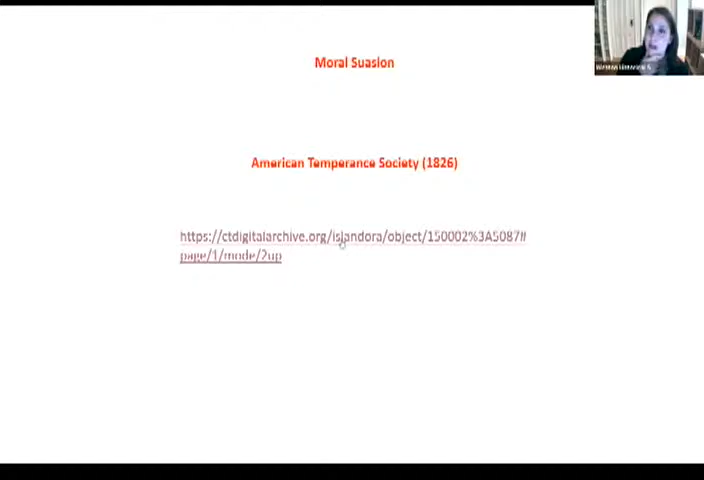 Moral Suasion
American Temperance Society (1826)
https://ctdigitalarchive.org/islandora/object/150002%3A5087#
page/1/mode/2up